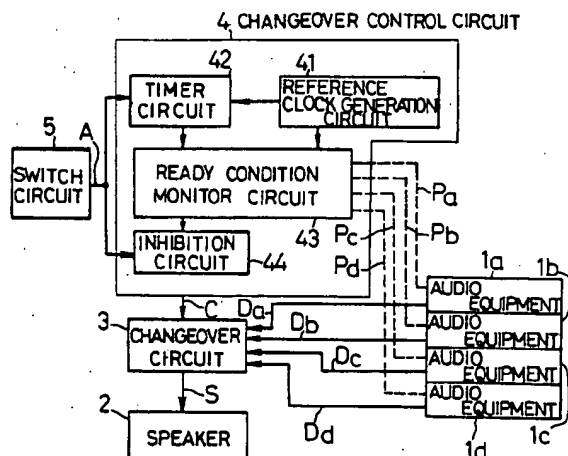 4 CHANGEOVER CONTROL CIRCUIT
42
41
TIMER
CIRCUIT
REFERENCE
CLOCK GENERATION
CIRCUIT
5
A
SWITCH
CIRCUIT
READY CONDITION
MONITOR CIRCUIT
43
Pa
Pc
Pb
Pd
INHIBITION
CIRCUIT
44
1a
1b
C
Da
3
CHANGEOVER
CIRCUIT
Db
Dc
Dd
AUDIO
EQUIPMENT
AUDIO
EQUIPMENT
AUDIO
EQUIPMENT
AUDIO
EQUIPMENT
1c
1d
S
2
SPEAKER